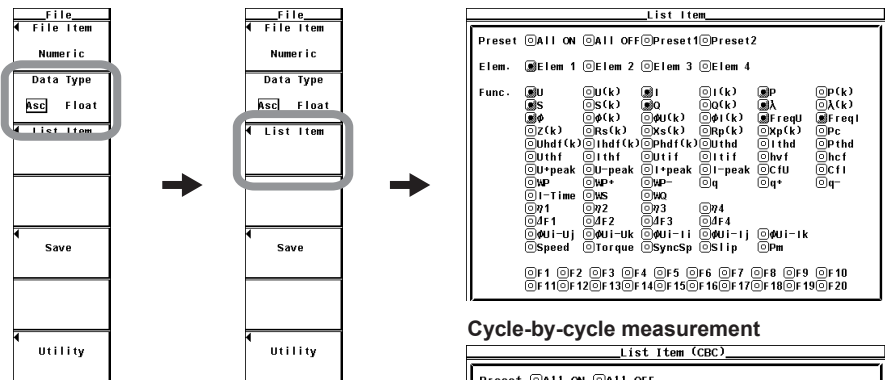 File
File Item
Numeric
Data Type
Asc Float
List Item
Save
Utility
File
File Item
Numeric
Data Type
Asc Float
List Item
Save
Utility
List Item
Preset All ON All OFF Preset1 Preset2
Elem. Elem 1 Elem 2 Elem 3 Elem 4
Func. U U(k) I I(k) P P(k)
S S(k) Q Q(k) λ λ(k)
ϕ ϕ(k) ϕU(k) ϕI(k) FreqU FreqI
Z(k) Rs(k) Xs(k) Rp(k) Xp(k) Pc
Uhdf(k) Ihdf(k) Phdf(k) Uthd Ithd Pthd
Uthf Ithf Utif Itif hvf hcf
U+peak U-peak I+peak I-peak CfU CfI
WP WP+ WP- q q+ q-
I-Time WS WQ
η1 η2 η3 η4
ΔF1 ΔF2 ΔF3 ΔF4
ϕUi-Uj ϕUi-Uk ϕUi-Ii ϕUi-Ij ϕUi-Ik
Speed Torque SyncSp Slip Pm
F1 F2 F3 F4 F5 F6 F7 F8 F9 F10
F11 F12 F13 F14 F15 F16 F17 F18 F19 F20
Cycle-by-cycle measurement
List Item (CBC)
Preset All ON All OFF